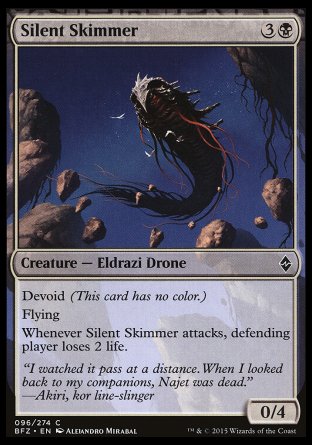 Silent Skimmer 3
Creature — Eldrazi Drone
Devoid (This card has no color.)
Flying
Whenever Silent Skimmer attacks, defending
player loses 2 life.
"I watched it pass at a distance. When I looked
back to my companions, Najet was dead."
—Akiri, kor line-slinger
0/4
096/274 C
BFZ • EN Alejandro Mirabal
™ & © 2015 Wizards of the Coast